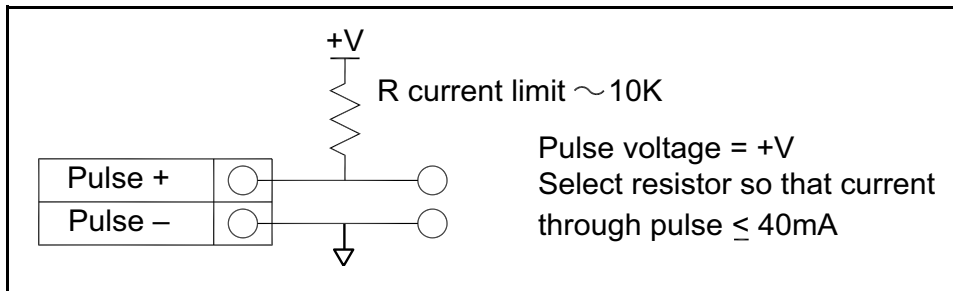 +V
R current limit ~10K
Pulse voltage = +V
Pulse +
Select resistor so that current
Pulse –
through pulse ≤ 40mA